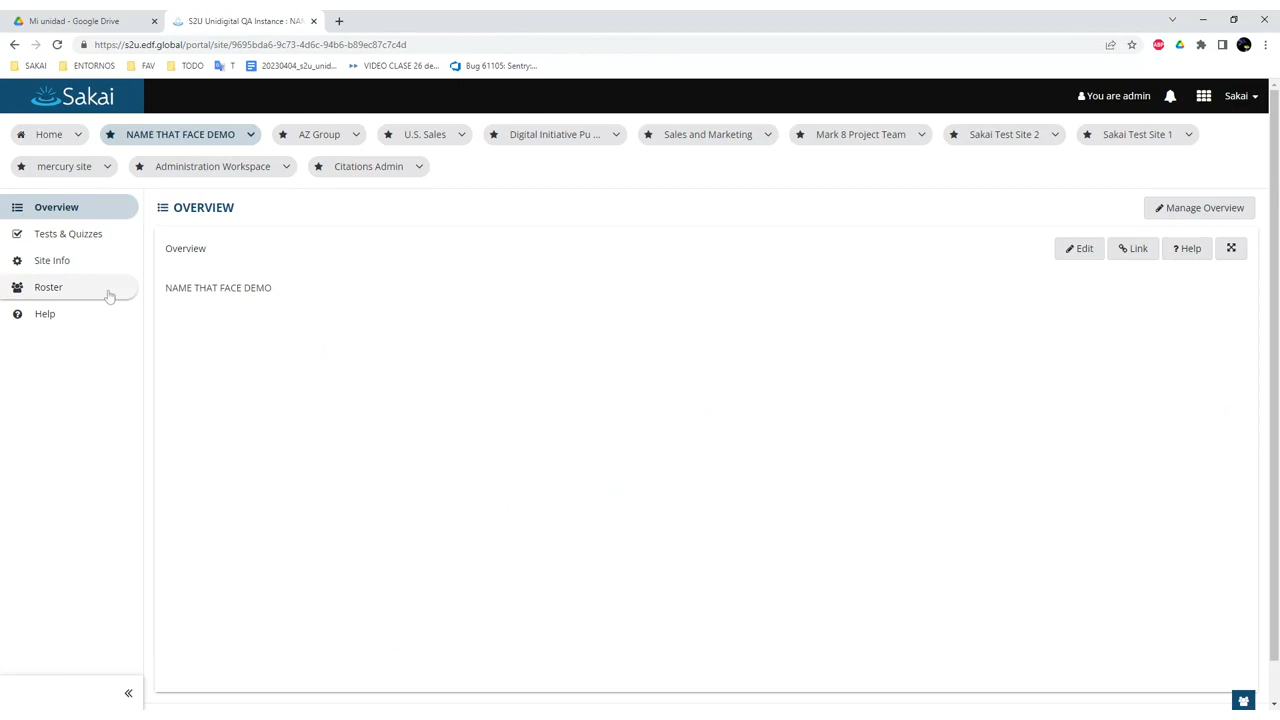 Mi unidad - Google Drive
S2U Unidigital QA Instance : NAN
https://s2u.edf.global/portal/site/9695bda6-9c73-4d6c-94b6-b89ec87c7c4d
SAKAI ENTORNOS FAV TODO T 20230404_s2u_unid... VIDEO CLASE 26 de... Bug 61105: Sentry:...
Sakai
You are admin
Sakai
Home NAME THAT FACE DEMO AZ Group U.S. Sales Digital Initiative Pu ... Sales and Marketing Mark 8 Project Team Sakai Test Site 2 Sakai Test Site 1
mercury site Administration Workspace Citations Admin
Overview
Tests & Quizzes
Site Info
Roster
Help
OVERVIEW
Manage Overview
Overview
Edit Link ? Help
NAME THAT FACE DEMO